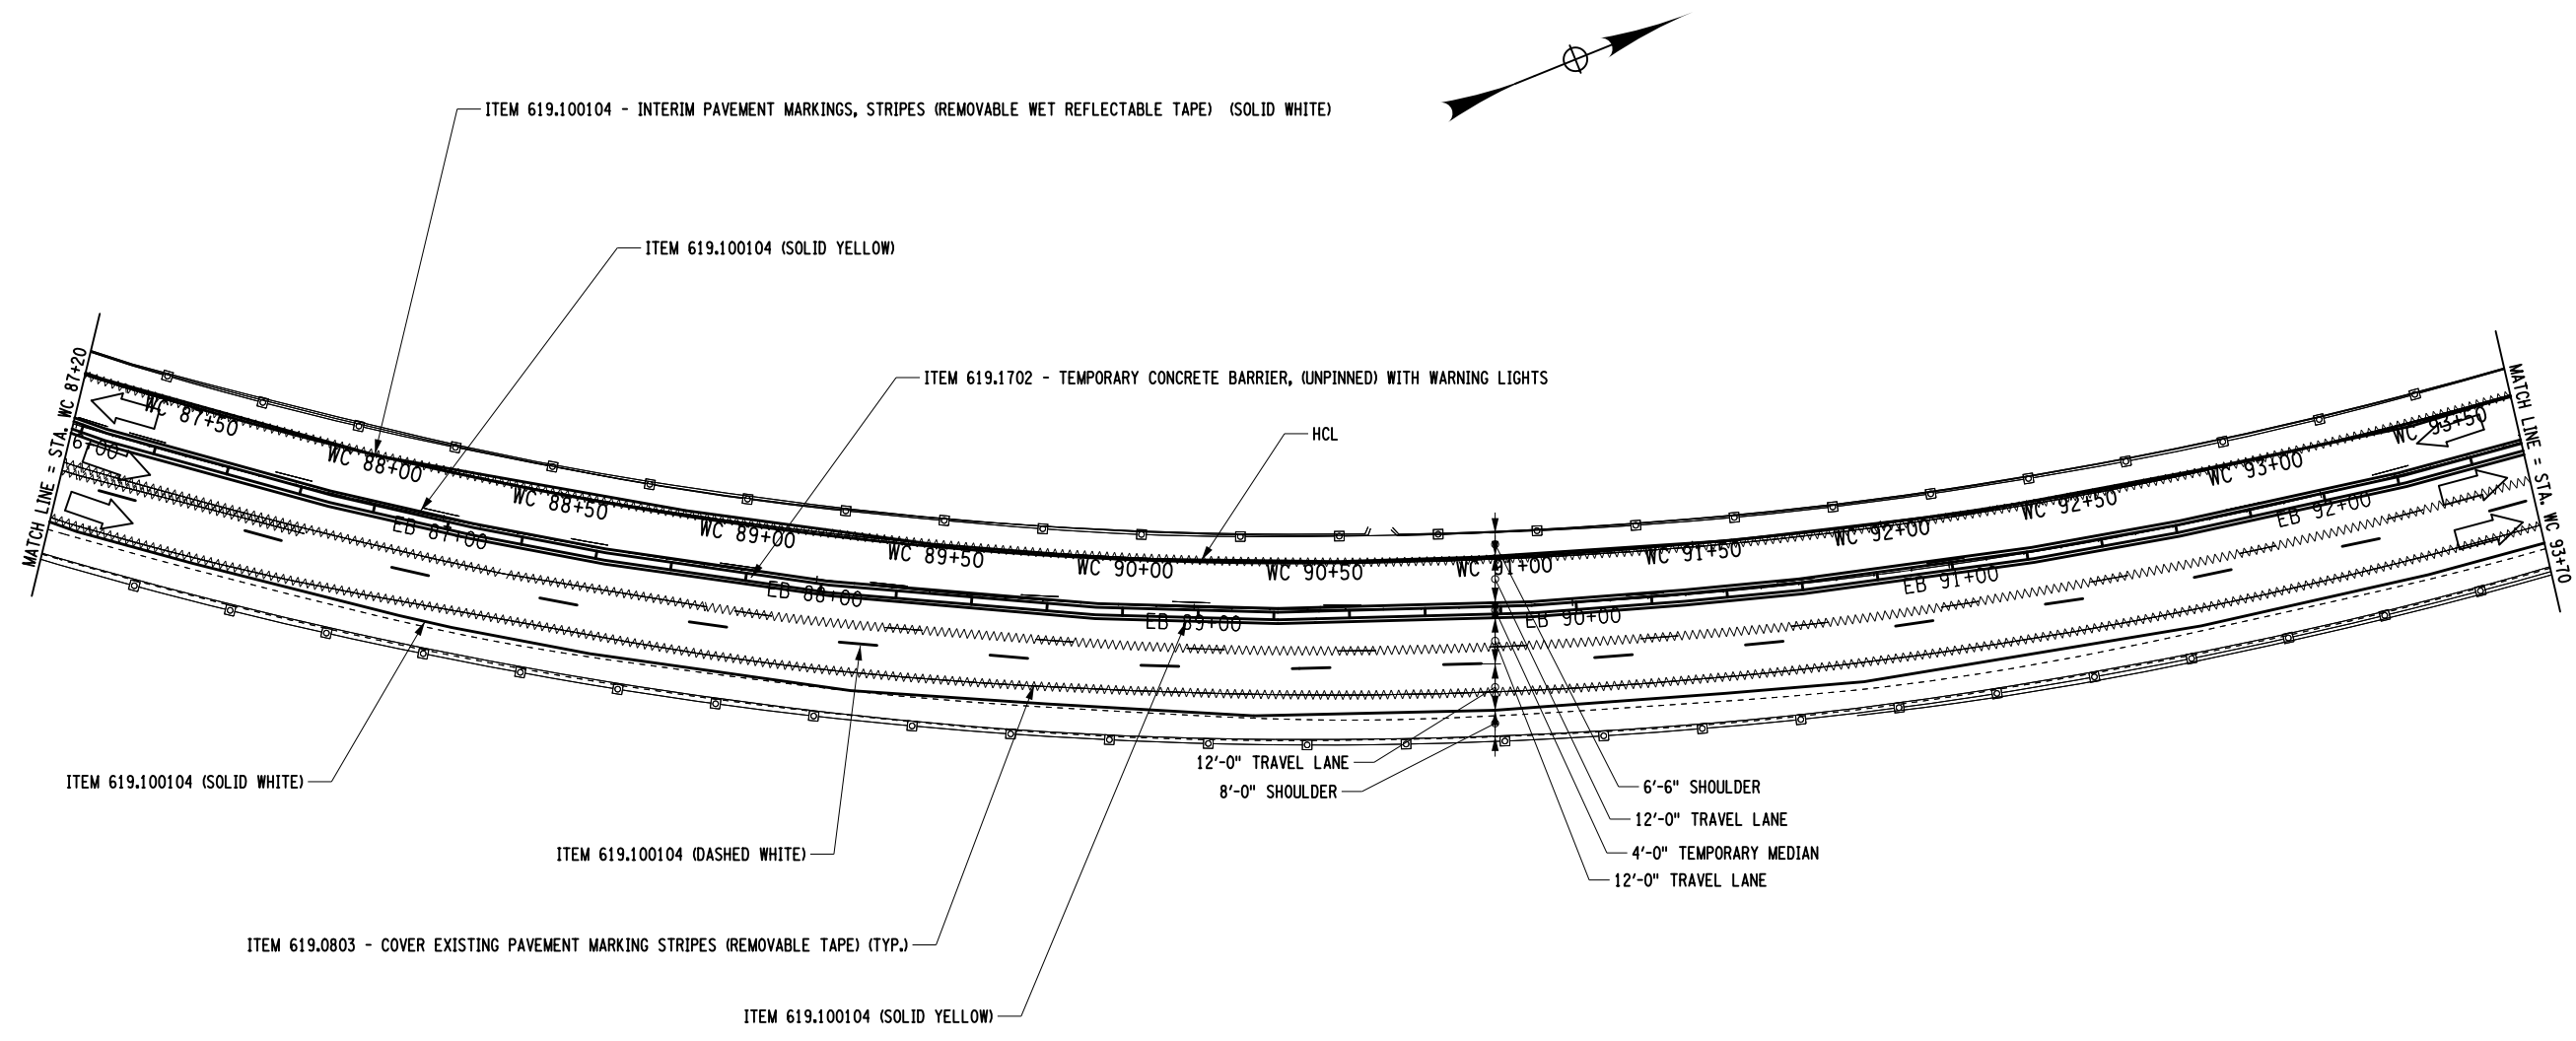 ITEM 619.100104 - INTERIM PAVEMENT MARKINGS, STRIPES (REMOVABLE WET REFLECTABLE TAPE) (SOLID WHITE)
ITEM 619.100104 (SOLID YELLOW)
ITEM 619.1702 - TEMPORARY CONCRETE BARRIER, (UNPINNED) WITH WARNING LIGHTS
HCL
MATCH LINE = STA. WC 87+20
MATCH LINE = STA. WC 93+70
WC 87+50
WC 88+00
WC 88+50
WC 89+00
WC 89+50
WC 90+00
WC 90+50
WC 91+00
WC 91+50
WC 92+00
WC 92+50
WC 93+00
WC 93+50
6+00
EB 87+00
EB 88+00
EB 89+00
EB 90+00
EB 91+00
EB 92+00
12'-0" TRAVEL LANE
8'-0" SHOULDER
6'-6" SHOULDER
12'-0" TRAVEL LANE
4'-0" TEMPORARY MEDIAN
12'-0" TRAVEL LANE
ITEM 619.100104 (SOLID WHITE)
ITEM 619.100104 (DASHED WHITE)
ITEM 619.0803 - COVER EXISTING PAVEMENT MARKING STRIPES (REMOVABLE TAPE) (TYP.)
ITEM 619.100104 (SOLID YELLOW)